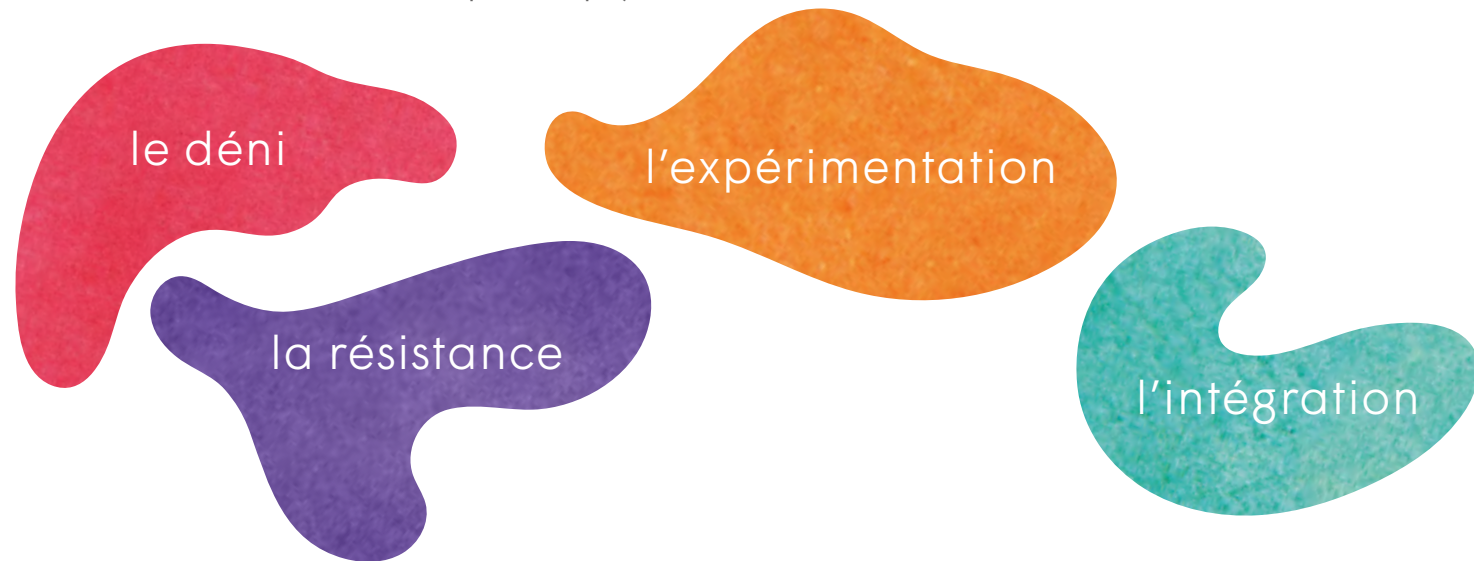 le déni
l'expérimentation
la résistance
l'intégration